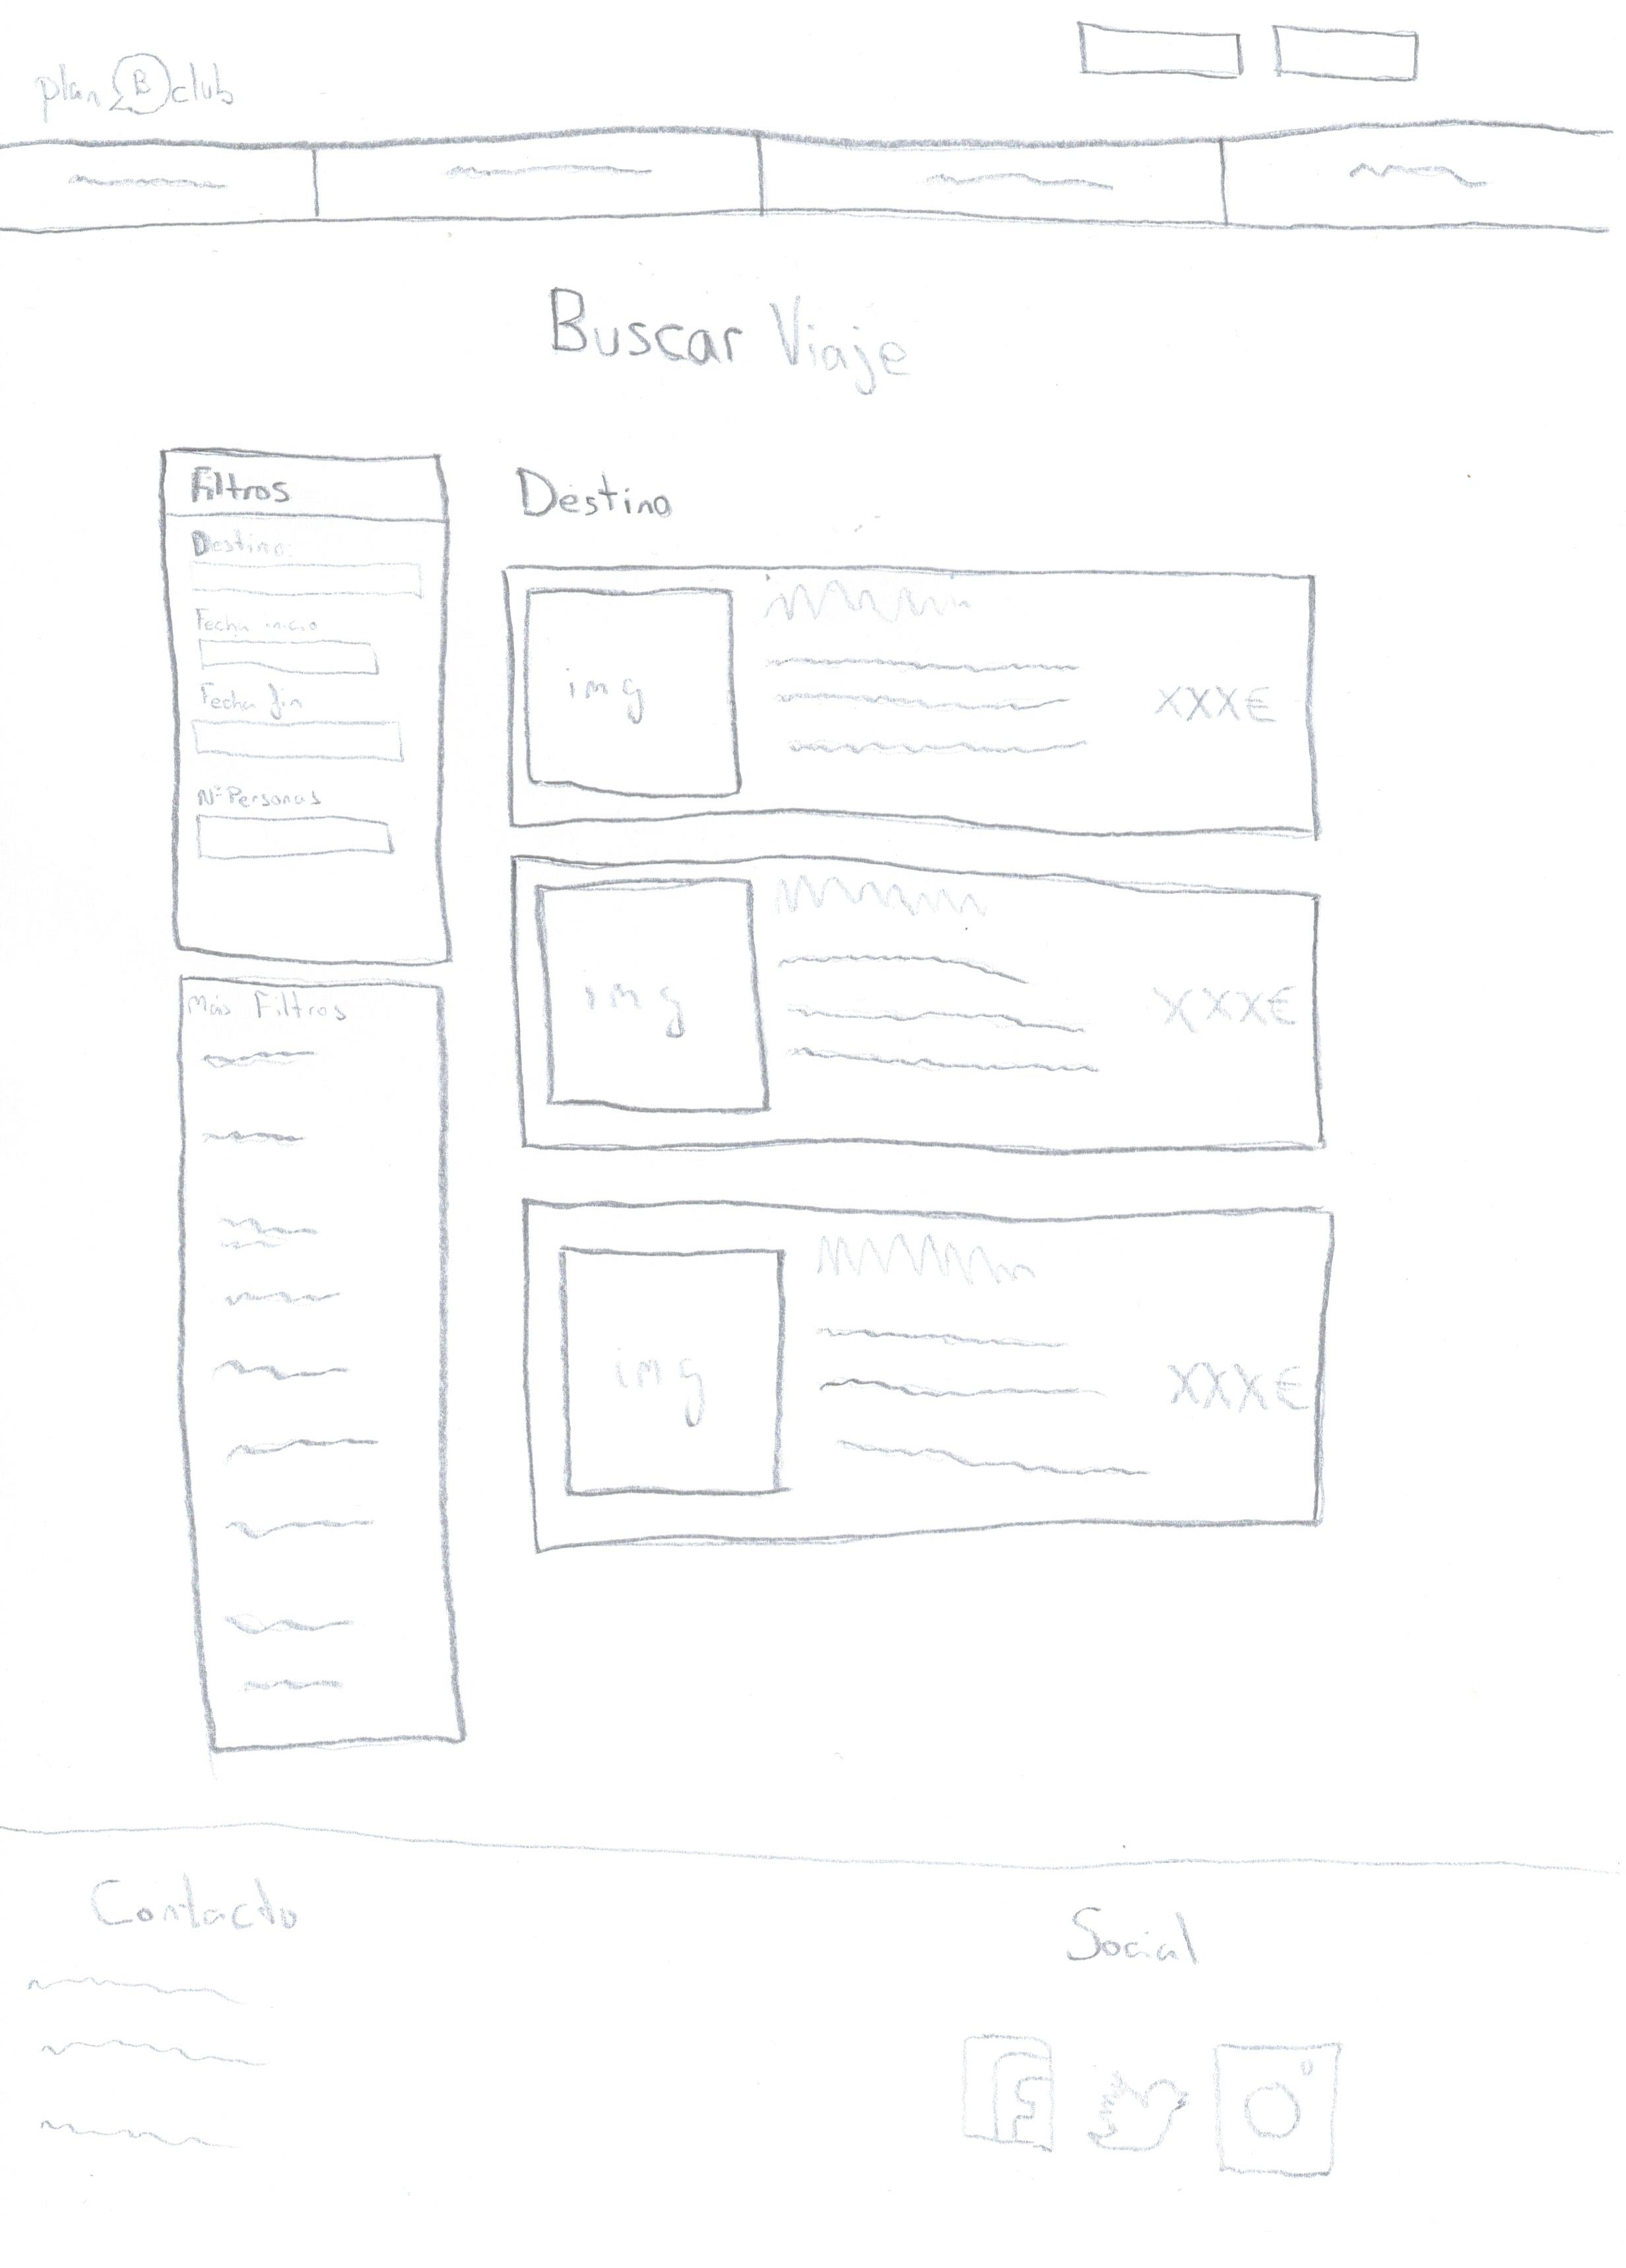 plan B club
Buscar Viaje
Filtros
Destino:
Fecha inicio
Fecha fin
Nº Personas
Más Filtros
Destino
img
XXX€
img
XXX€
img
XXX€
Contacto
Social